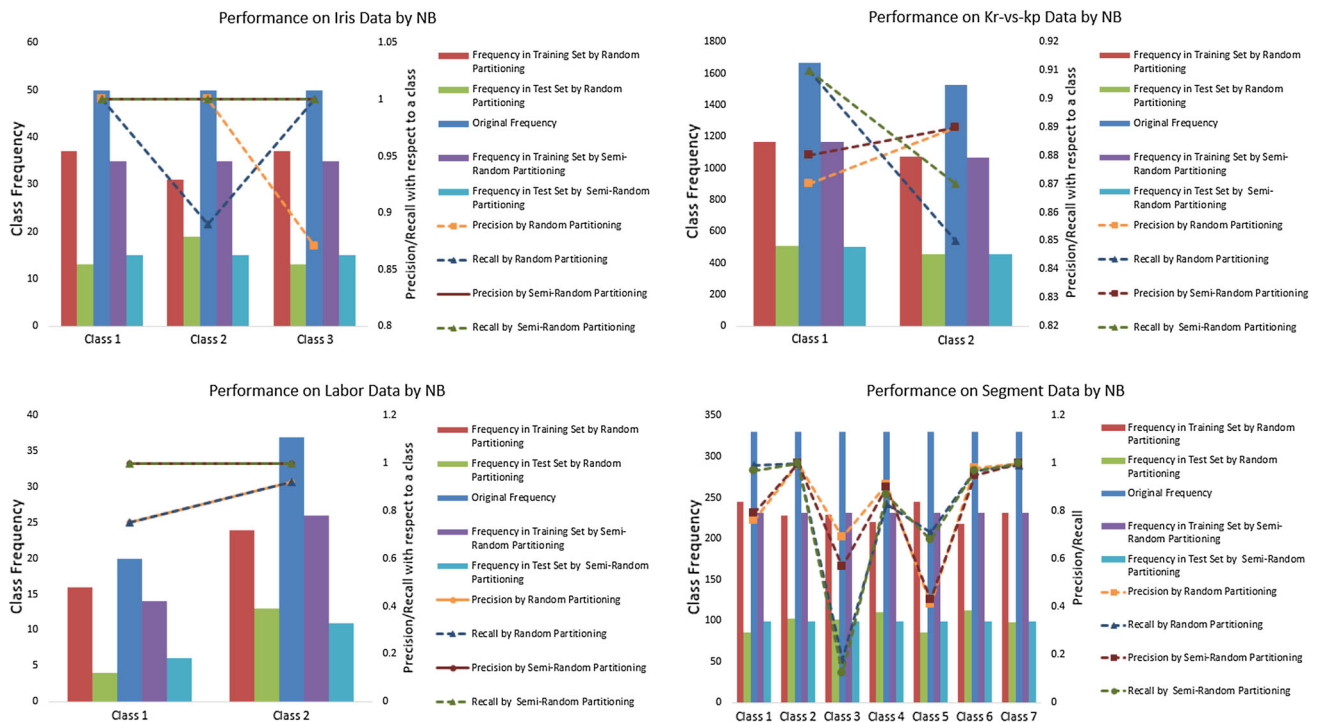 Performance on Iris Data by NB
60
50
40
30
20
10
0
Class Frequency
Class 1
Class 2
Class 3
1.05
1
0.95
0.9
0.85
0.8
Precision/Recall with respect to a class
Frequency in Training Set by Random
Partitioning
Frequency in Test Set by Random
Partitioning
Original Frequency
Frequency in Training Set by Semi-
Random Partitioning
Frequency in Test Set by Semi-Random
Partitioning
Precision by Random Partitioning
Recall by Random Partitioning
Precision by Semi-Random Partitioning
Recall by Semi-Random Partitioning
Performance on Kr-vs-kp Data by NB
1800
1600
1400
1200
1000
800
600
400
200
0
Class Frequency
Class 1
Class 2
0.92
0.91
0.9
0.89
0.88
0.87
0.86
0.85
0.84
0.83
0.82
Precision/Recall with respect to a class
Frequency in Training Set by Random
Partitioning
Frequency in Test Set by Random
Partitioning
Original Frequency
Frequency in Training Set by Semi-
Random Partitioning
Frequency in Test Set by Semi-Random
Partitioning
Precision by Random Partitioning
Recall by Random Partitioning
Precision by Semi-Random Partitioning
Recall by Semi-Random Partitioning
Performance on Labor Data by NB
40
35
30
25
20
15
10
5
0
Class Frequency
Class 1
Class 2
1.2
1
0.8
0.6
0.4
0.2
0
Precision/Recall with respect to a class
Frequency in Training Set by Random
Partitioning
Frequency in Test Set by Random
Partitioning
Original Frequency
Frequency in Training Set by Semi-
Random Partitioning
Frequency in Test Set by Semi-Random
Partitioning
Precision by Random Partitioning
Recall by Random Partitioning
Precision by Semi-Random Partitioning
Recall by Semi-Random Partitioning
Performance on Segment Data by NB
350
300
250
200
150
100
50
0
Class Frequency
Class 1
Class 2
Class 3
Class 4
Class 5
Class 6
Class 7
1.2
1
0.8
0.6
0.4
0.2
0
Precision/Recall
Frequency in Training Set by Random
Partitioning
Frequency in Test Set by Random
Partitioning
Original Frequency
Frequency in Training Set by Semi-
Random Partitioning
Frequency in Test Set by Semi-Random
Partitioning
Precision by Random Partitioning
Recall by Random Partitioning
Precision by Semi-Random Partitioning
Recall by Semi-Random Partitioning